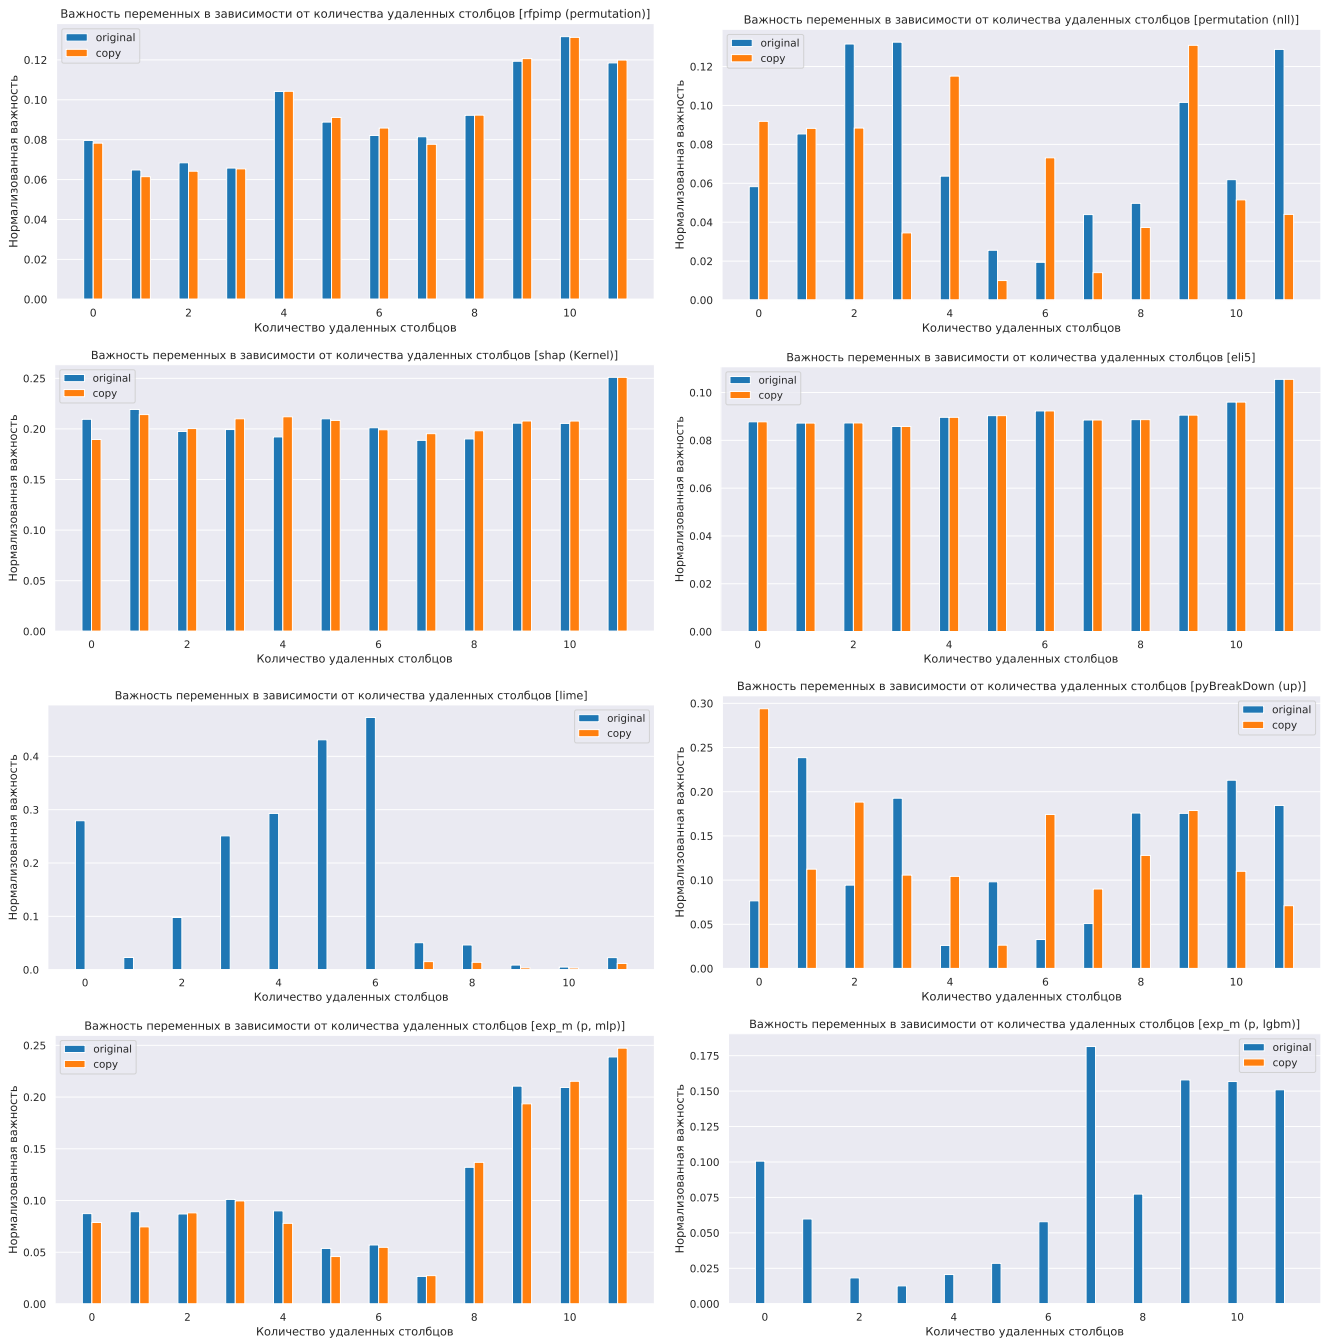 Важность переменных в зависимости от количества удаленных столбцов [rfpimp (permutation)]
original
copy
Нормализованная важность
0.12
0.10
0.08
0.06
0.04
0.02
0.00
0 2 4 6 8 10
Количество удаленных столбцов
Важность переменных в зависимости от количества удаленных столбцов [permutation (nll)]
original
copy
Нормализованная важность
0.12
0.10
0.08
0.06
0.04
0.02
0.00
0 2 4 6 8 10
Количество удаленных столбцов
Важность переменных в зависимости от количества удаленных столбцов [shap (Kernel)]
original
copy
Нормализованная важность
0.25
0.20
0.15
0.10
0.05
0.00
0 2 4 6 8 10
Количество удаленных столбцов
Важность переменных в зависимости от количества удаленных столбцов [eli5]
original
copy
Нормализованная важность
0.10
0.08
0.06
0.04
0.02
0.00
0 2 4 6 8 10
Количество удаленных столбцов
Важность переменных в зависимости от количества удаленных столбцов [lime]
original
copy
Нормализованная важность
0.4
0.3
0.2
0.1
0.0
0 2 4 6 8 10
Количество удаленных столбцов
Важность переменных в зависимости от количества удаленных столбцов [pyBreakDown (up)]
original
copy
Нормализованная важность
0.30
0.25
0.20
0.15
0.10
0.05
0.00
0 2 4 6 8 10
Количество удаленных столбцов
Важность переменных в зависимости от количества удаленных столбцов [exp_m (p, mlp)]
original
copy
Нормализованная важность
0.25
0.20
0.15
0.10
0.05
0.00
0 2 4 6 8 10
Количество удаленных столбцов
Важность переменных в зависимости от количества удаленных столбцов [exp_m (p, lgbm)]
original
copy
Нормализованная важность
0.175
0.150
0.125
0.100
0.075
0.050
0.025
0.000
0 2 4 6 8 10
Количество удаленных столбцов